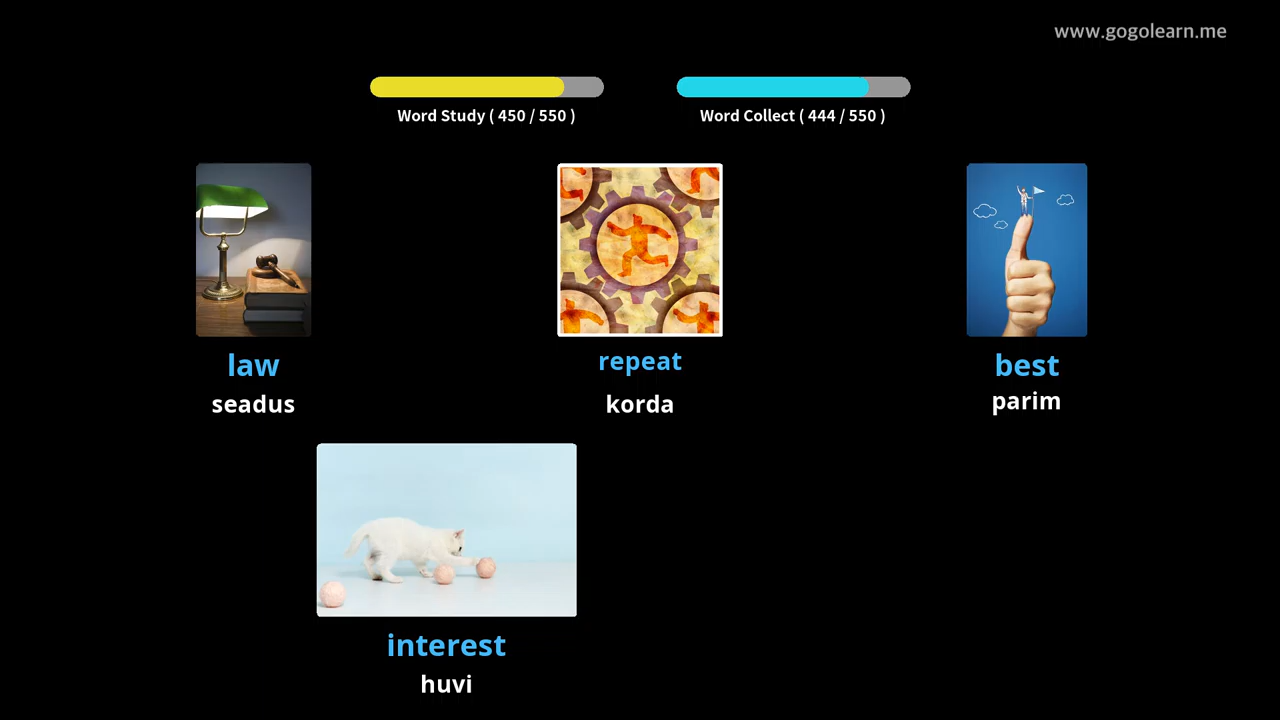 www.gogolearn.me
Word Study ( 450 / 550 )
Word Collect ( 444 / 550 )
law
seadus
repeat
korda
best
parim
interest
huvi